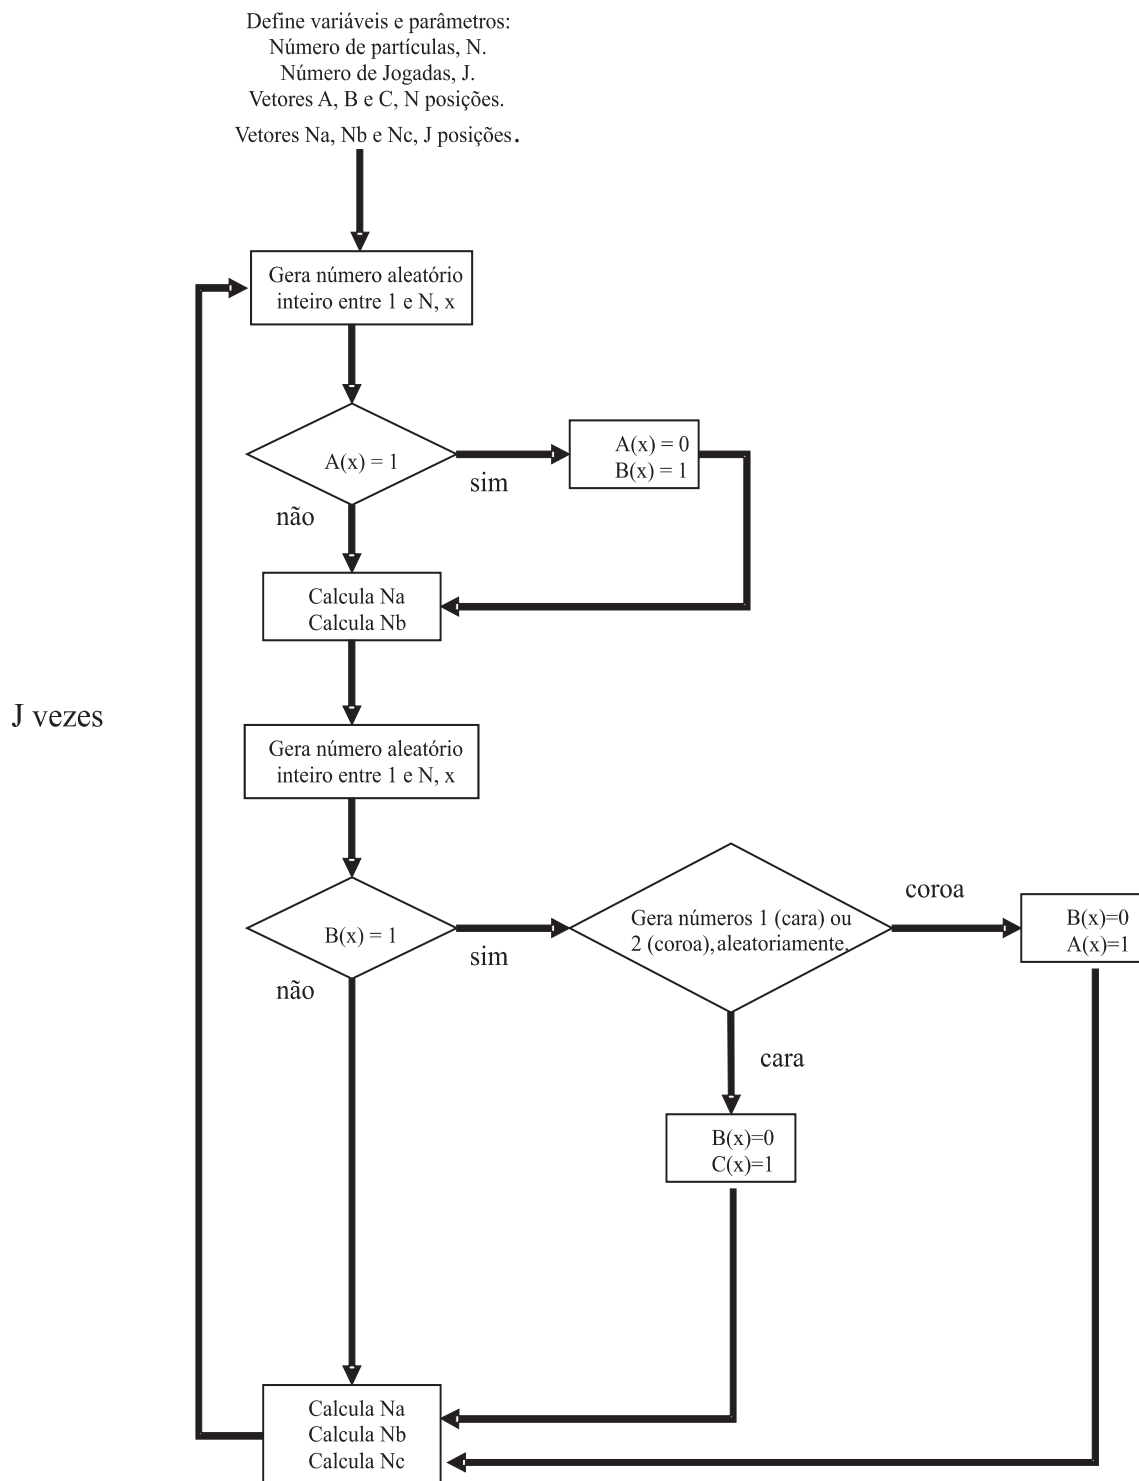 Define variáveis e parâmetros:
Número de partículas, N.
Número de Jogadas, J.
Vetores A, B e C, N posições.
Vetores Na, Nb e Nc, J posições.
Gera número aleatório
inteiro entre 1 e N, x
A(x) = 1
sim
A(x) = 0
B(x) = 1
não
Calcula Na
Calcula Nb
J vezes
Gera número aleatório
inteiro entre 1 e N, x
B(x) = 1
sim
não
Gera números 1 (cara) ou
2 (coroa), aleatoriamente.
coroa
B(x)=0
A(x)=1
cara
B(x)=0
C(x)=1
Calcula Na
Calcula Nb
Calcula Nc